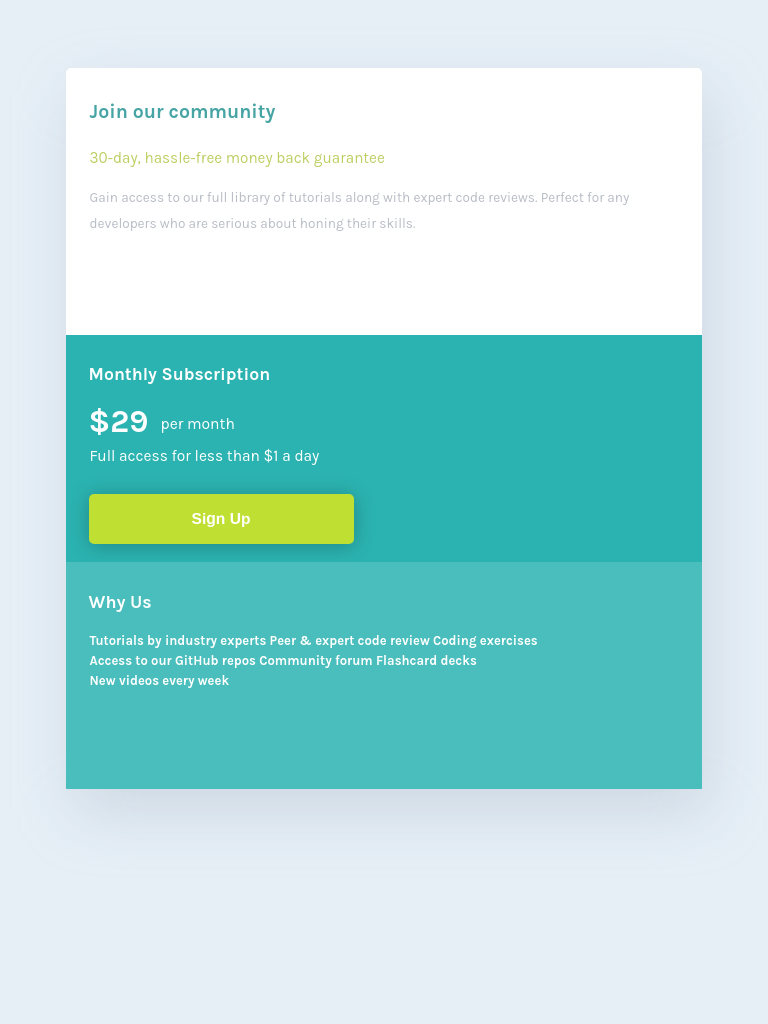 Join our community
30-day, hassle-free money back guarantee
Gain access to our full library of tutorials along with expert code reviews. Perfect for any
developers who are serious about honing their skills.
Monthly Subscription
$29 per month
Full access for less than $1 a day
Sign Up
Why Us
Tutorials by industry experts Peer & expert code review Coding exercises
Access to our GitHub repos Community forum Flashcard decks
New videos every week